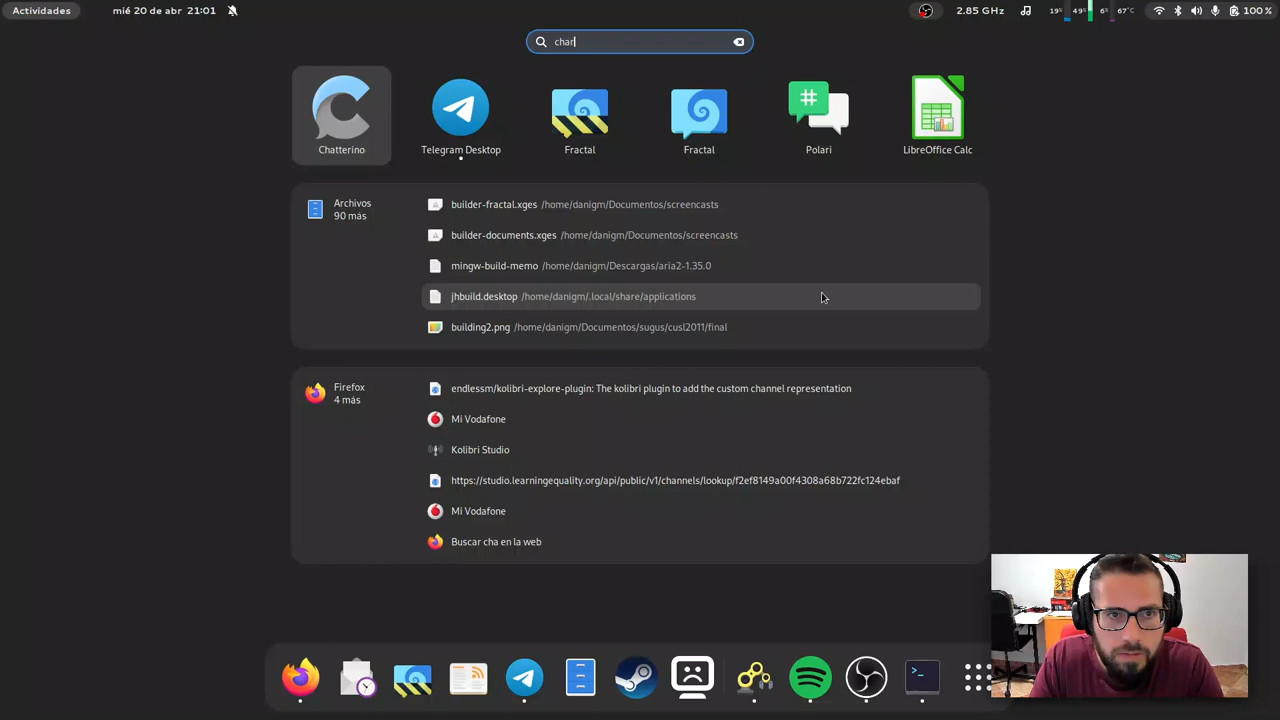 Actividades
mié 20 de abr 21:01
2.85 GHz
19%
49%
6%
67°C
100 %
char
Chatterino
Telegram Desktop
Fractal
Fractal
Polari
LibreOffice Calc
Archivos
90 más
builder-fractal.xges /home/danigm/Documentos/screencasts
builder-documents.xges /home/danigm/Documentos/screencasts
mingw-build-memo /home/danigm/Descargas/aria2-1.35.0
jhbuild.desktop /home/danigm/.local/share/applications
building2.png /home/danigm/Documentos/sugus/cusl2011/final
Firefox
4 más
endlessm/kolibri-explore-plugin: The kolibri plugin to add the custom channel representation
Mi Vodafone
Kolibri Studio
https://studio.learningequality.org/api/public/v1/channels/lookup/f2ef8149a00f4308a68b722fc124ebaf
Mi Vodafone
Buscar cha en la web